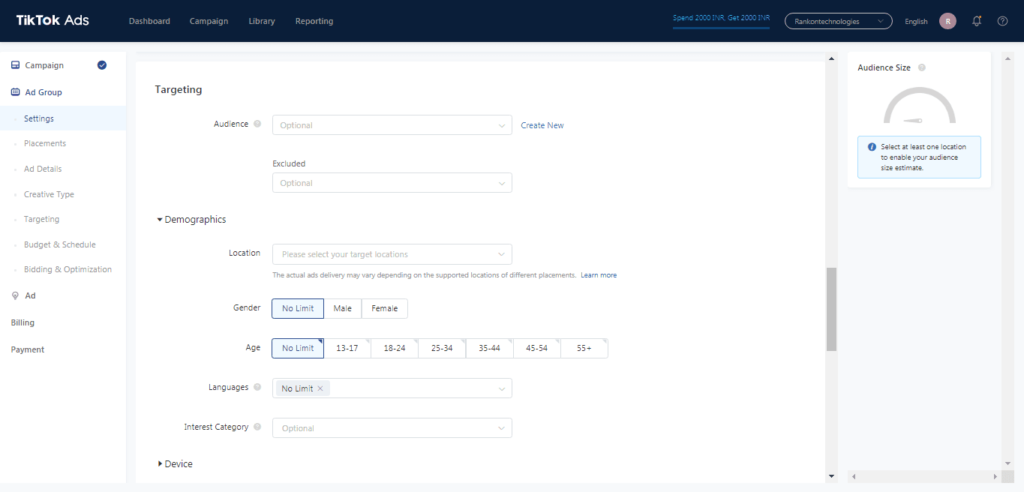 TikTok Ads Dashboard Campaign Library Reporting Spend 2000 INR, Get 2000 INR Rankontechnologies English R
Campaign
Ad Group
Settings
Placements
Ad Details
Creative Type
Targeting
Budget & Schedule
Bidding & Optimization
Ad
Billing
Payment
Targeting
Audience Optional Create New
Excluded
Optional
Demographics
Location Please select your target locations
The actual ads delivery may vary depending on the supported locations of different placements. Learn more
Gender No Limit Male Female
Age No Limit 13-17 18-24 25-34 35-44 45-54 55+
Languages No Limit ×
Interest Category Optional
Device
Audience Size
Select at least one location
to enable your audience
size estimate.